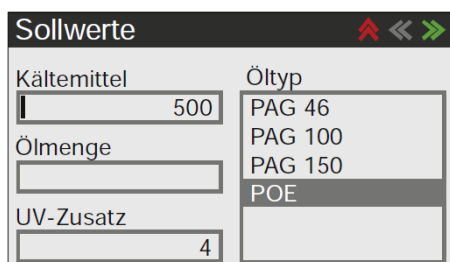 Sollwerte
Kältemittel
500
Ölmenge
UV-Zusatz
4
Öltyp
PAG 46
PAG 100
PAG 150
POE